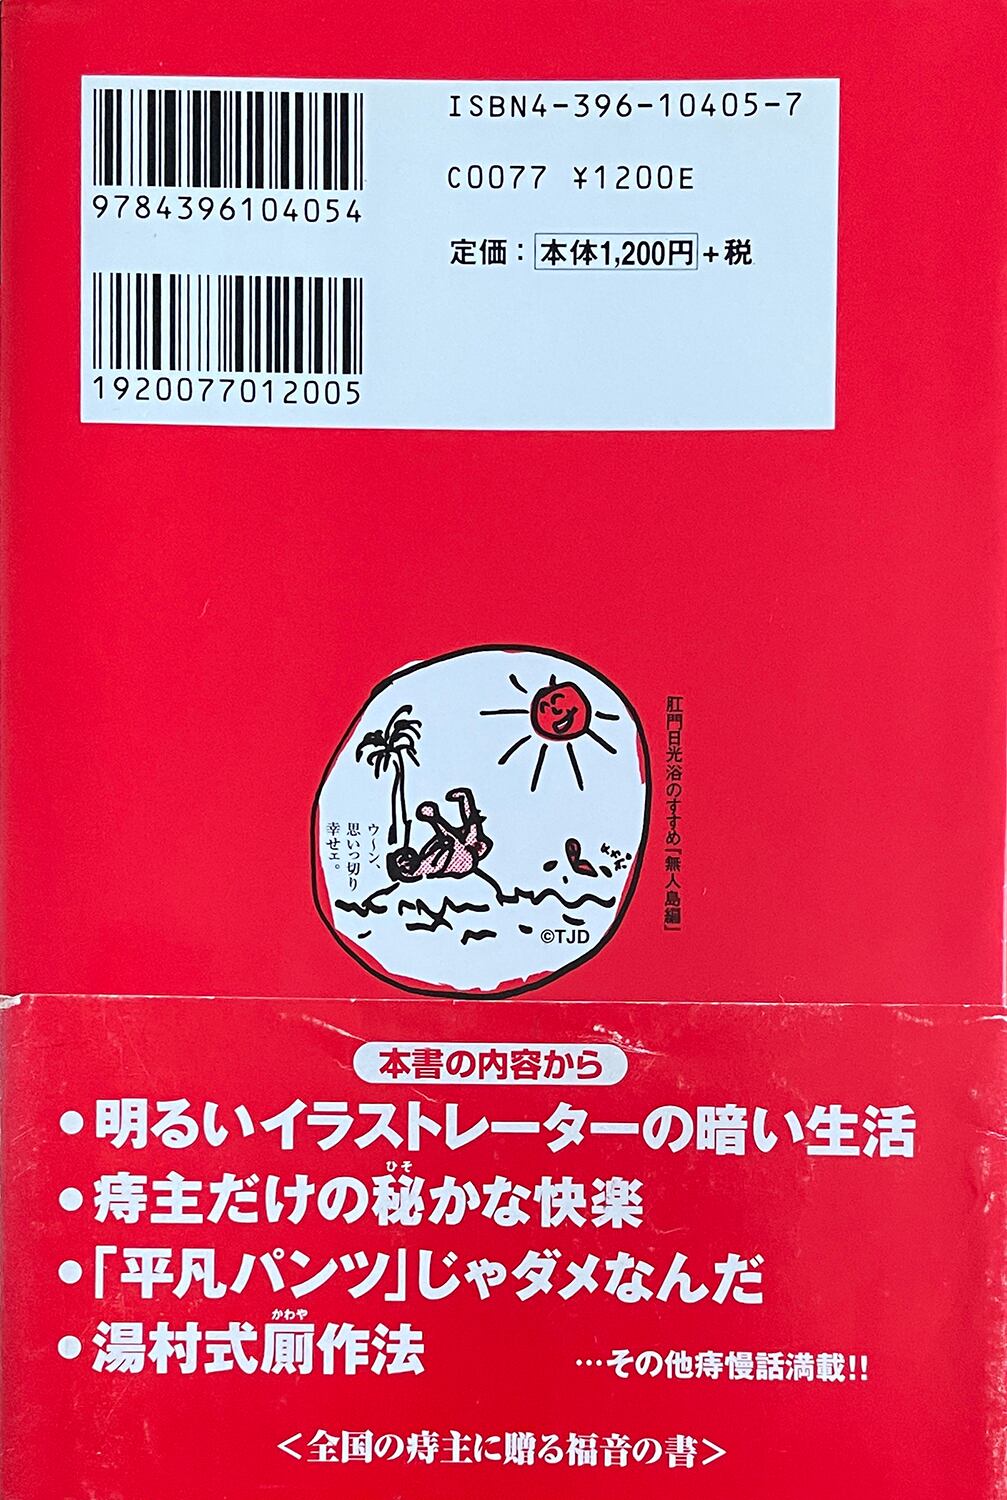 9784396104054
ISBN4-396-10405-7
C0077 ¥1200E
定価：本体1,200円+税
1920077012005
肛門日光浴のすすめ「無人島編」
ウ〜ン、
思いっ切り
幸せェ。
©TJD
本書の内容から
●明るいイラストレーターの暗い生活
●痔主だけの秘かな快楽
ひそ
●「平凡パンツ」じゃダメなんだ
●湯村式厠作法
かわや
…その他痔慢話満載!!
＜全国の痔主に贈る福音の書＞